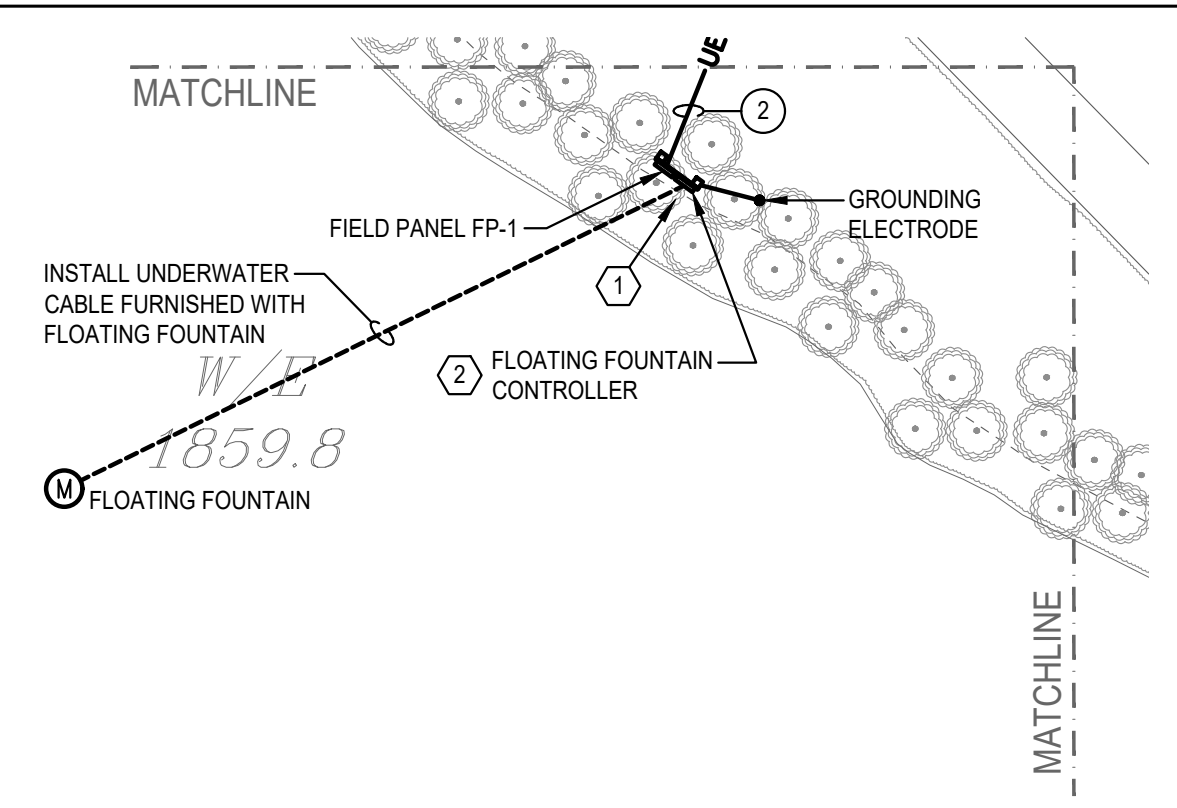 UE
MATCHLINE
2
GROUNDING
ELECTRODE
FIELD PANEL FP-1
INSTALL UNDERWATER
CABLE FURNISHED WITH
FLOATING FOUNTAIN
1
W/E
1859.8
2
FLOATING FOUNTAIN
CONTROLLER
M
FLOATING FOUNTAIN
MATCHLINE